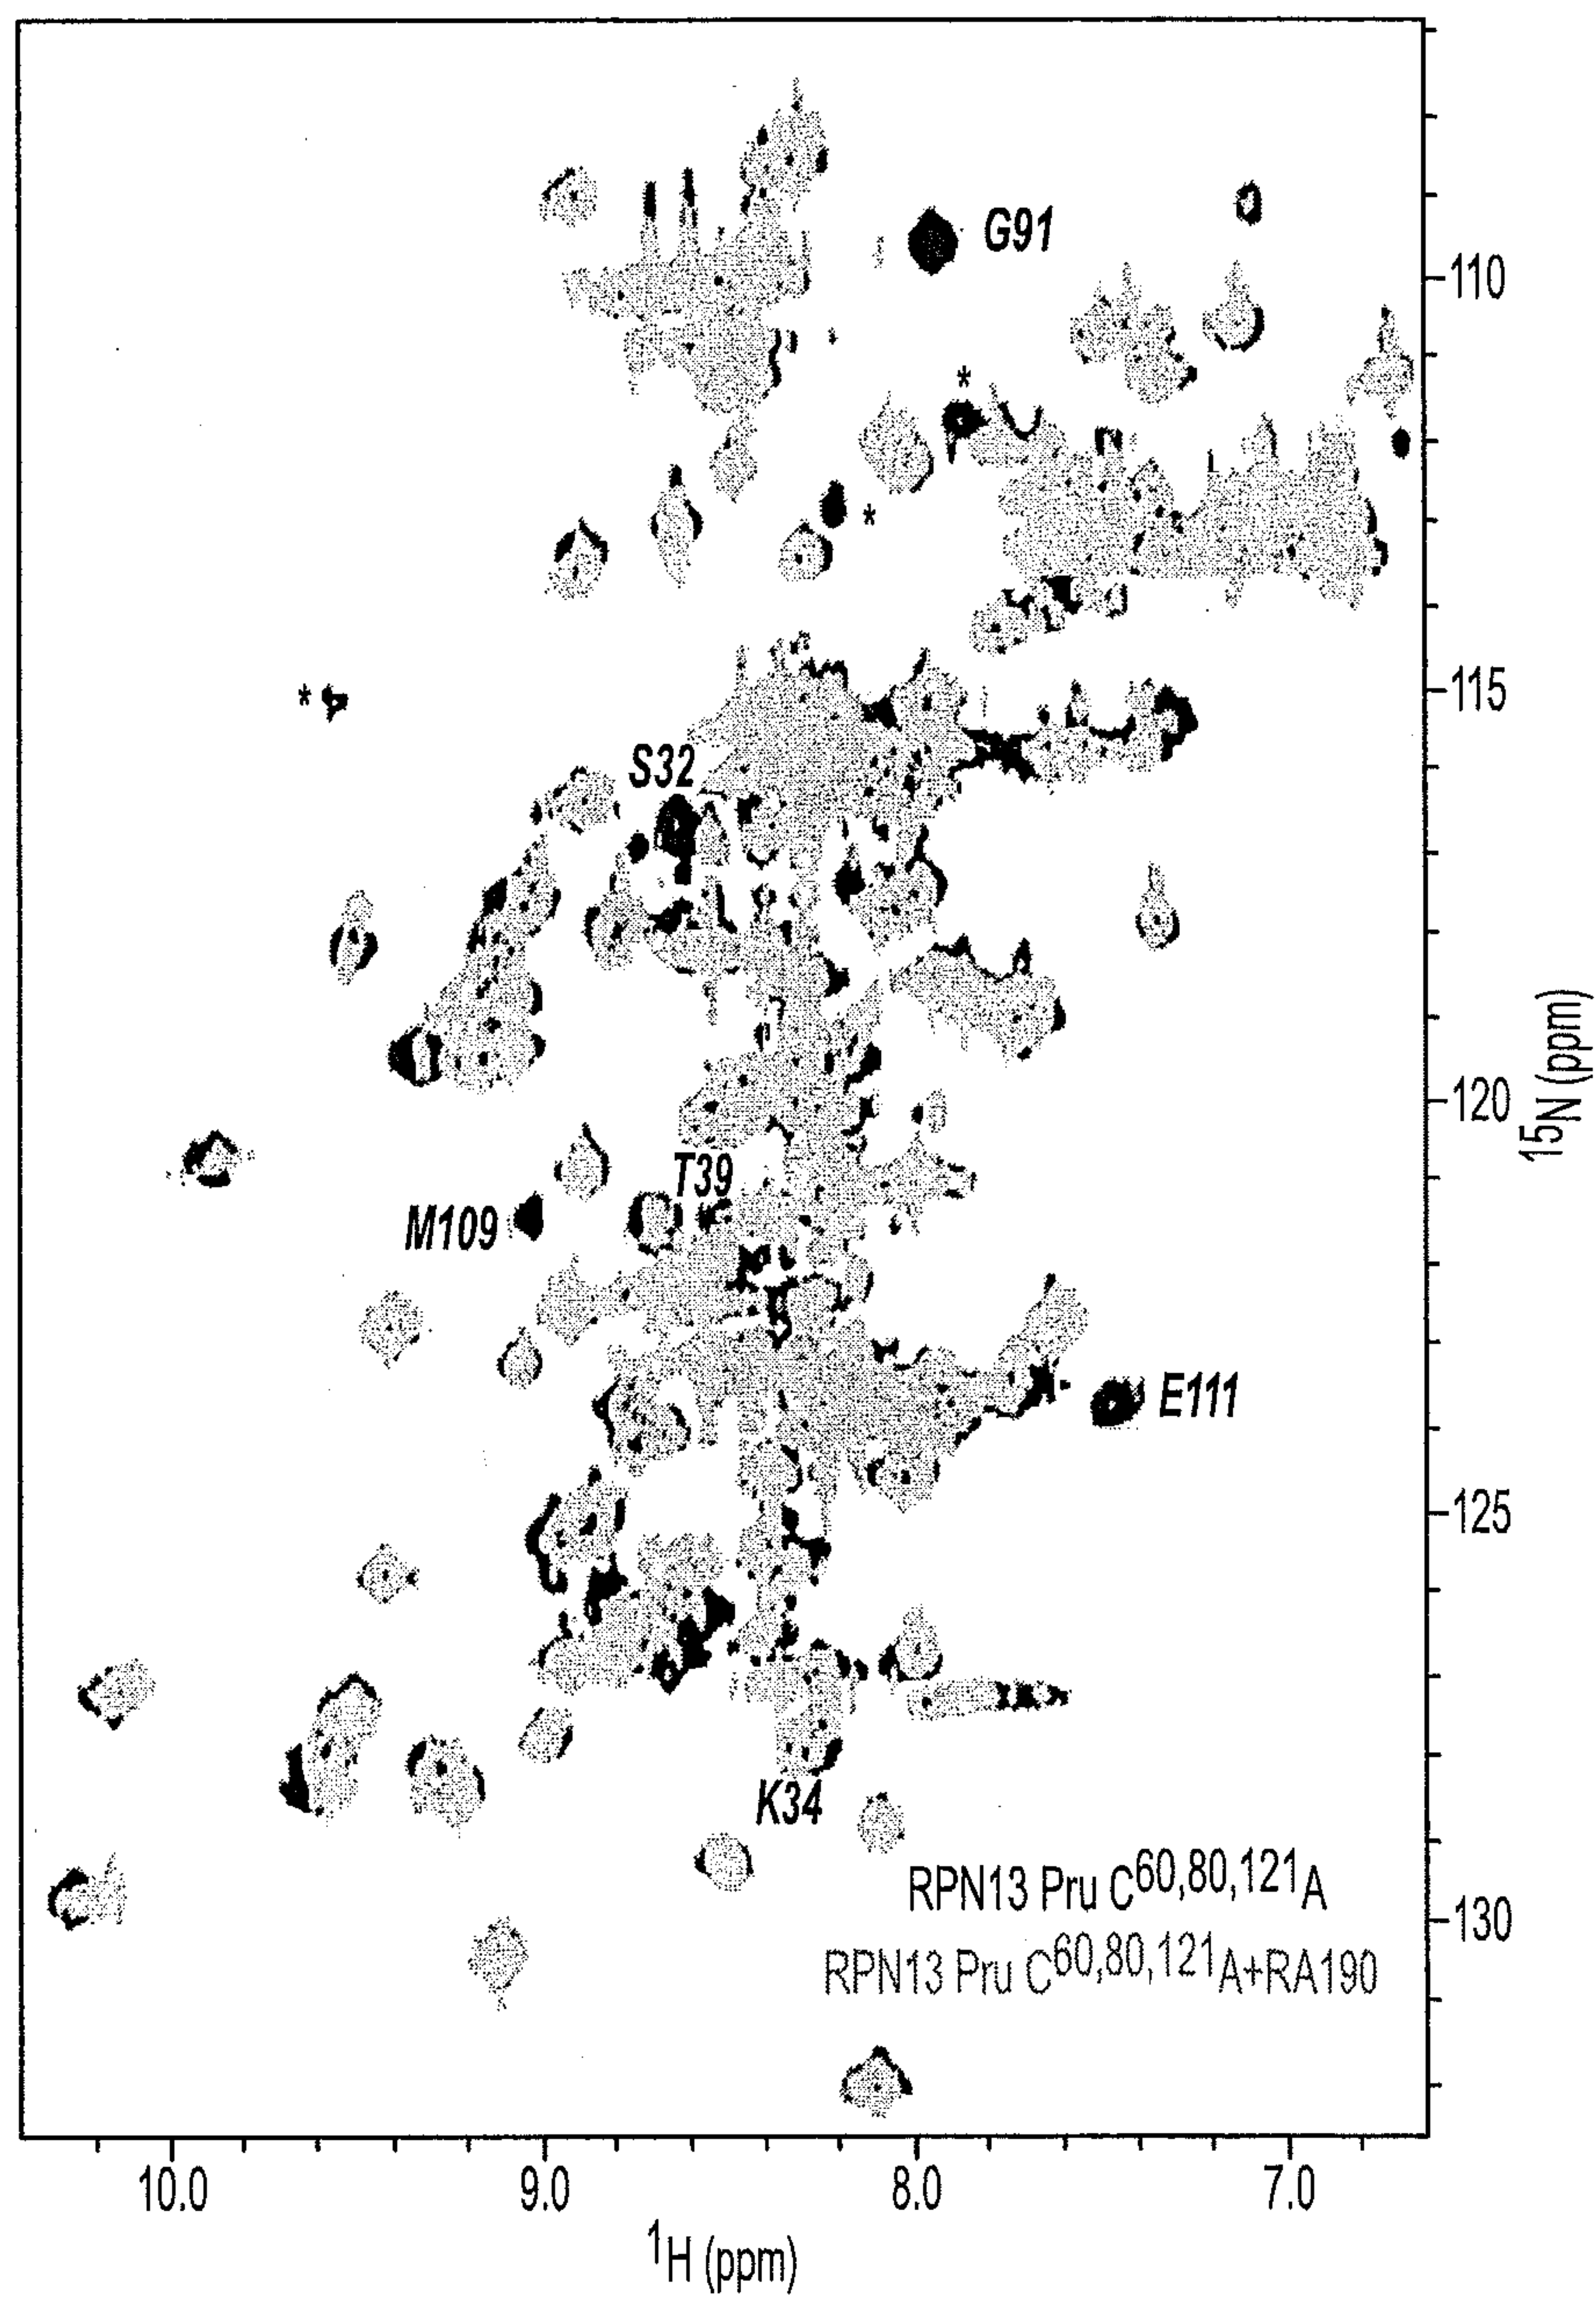 G91
110
*
*
* 115
S32
120
15N (ppm)
T39
M109
E111
125
K34
RPN13 Pru C60,80,121A
130
RPN13 Pru C60,80,121A+RA190
10.0 9.0 8.0 7.0
1H (ppm)